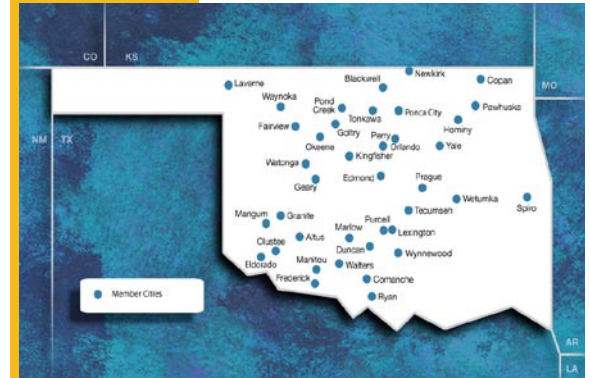 CO
KS
MO
NM
TX
AR
LA
Laverne
Blackwell
Newkirk
Copan
Waynoka
Pond
Creek
Tonkawa
Ponca City
Pawhuska
Hominy
Fairview
Goltry
Perry
Okeene
Orlando
Yale
Kingfisher
Watonga
Geary
Edmond
Prague
Wetumka
Spiro
Tecumseh
Mangum
Granite
Purcell
Marlow
Lexington
Altus
Olustee
Duncan
Wynnewood
Eldorado
Manitou
Walters
Frederick
Comanche
Ryan
Member Cities